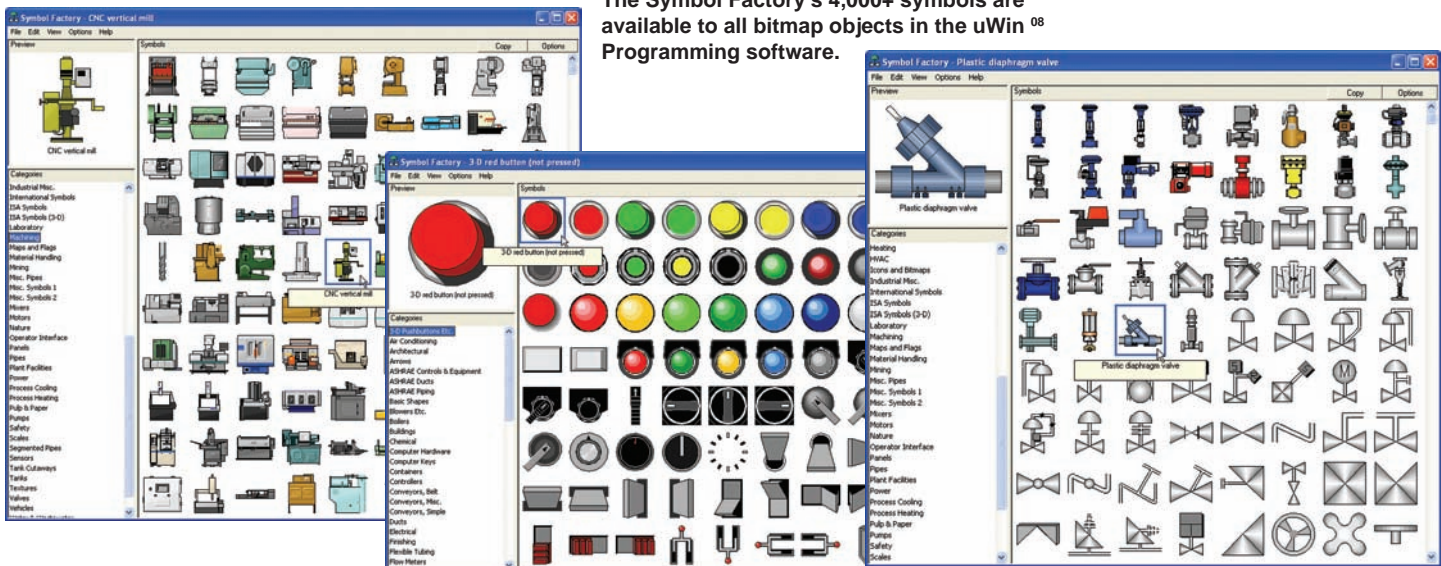 The Symbol Factory's 4,000+ symbols are
available to all bitmap objects in the uWin 08
Programming software.
Symbol Factory - CNC vertical mill
File Edit View Options Help
Preview
Symbols
Copy
Options
CNC vertical mill
Categories
Industrial Misc.
International Symbols
ISA Symbols
ISA Symbols (3-D)
Laboratory
Machining
Maps and Flags
Material Handling
Mining
Misc. Pipes
Misc. Symbols 1
Misc. Symbols 2
Mixers
Motors
Nature
Operator Interface
Panels
Pipes
Plant Facilities
Power
Process Cooling
Process Heating
Pulp & Paper
Pumps
Safety
Scales
Segmented Pipes
Sensors
Tank Cutaways
Tanks
Textures
Valves
Vehicles
CNC vertical mill
Symbol Factory - 3-D red button (not pressed)
File Edit View Options Help
Preview
Symbols
3-D red button (not pressed)
3-D red button (not pressed)
Categories
3-D Pushbuttons Etc.
Air Conditioning
Architectural
Arrows
ASHRAE Controls & Equipment
ASHRAE Ducts
ASHRAE Piping
Basic Shapes
Blowers Etc.
Boilers
Buildings
Chemical
Computer Hardware
Computer Keys
Containers
Controllers
Conveyors, Belt
Conveyors, Misc.
Conveyors, Simple
Ducts
Electrical
Finishing
Flexible Tubing
Flow Meters
Symbol Factory - Plastic diaphragm valve
File Edit View Options Help
Preview
Symbols
Copy
Options
Plastic diaphragm valve
Categories
Heating
HVAC
Icons and Bitmaps
Industrial Misc.
International Symbols
ISA Symbols
ISA Symbols (3-D)
Laboratory
Machining
Maps and Flags
Material Handling
Mining
Misc. Pipes
Misc. Symbols 1
Misc. Symbols 2
Mixers
Motors
Nature
Operator Interface
Panels
Pipes
Plant Facilities
Power
Process Cooling
Process Heating
Pulp & Paper
Pumps
Safety
Scales
Plastic diaphragm valve
M